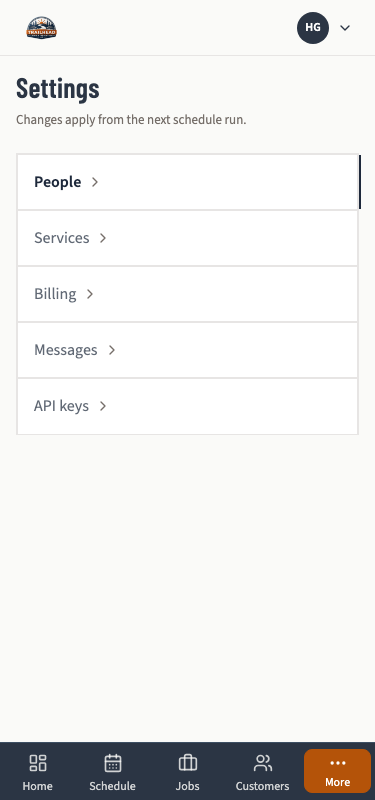 TRAILHEAD
HG
Settings
Changes apply from the next schedule run.
People
Services
Billing
Messages
API keys
Home
Schedule
Jobs
Customers
More